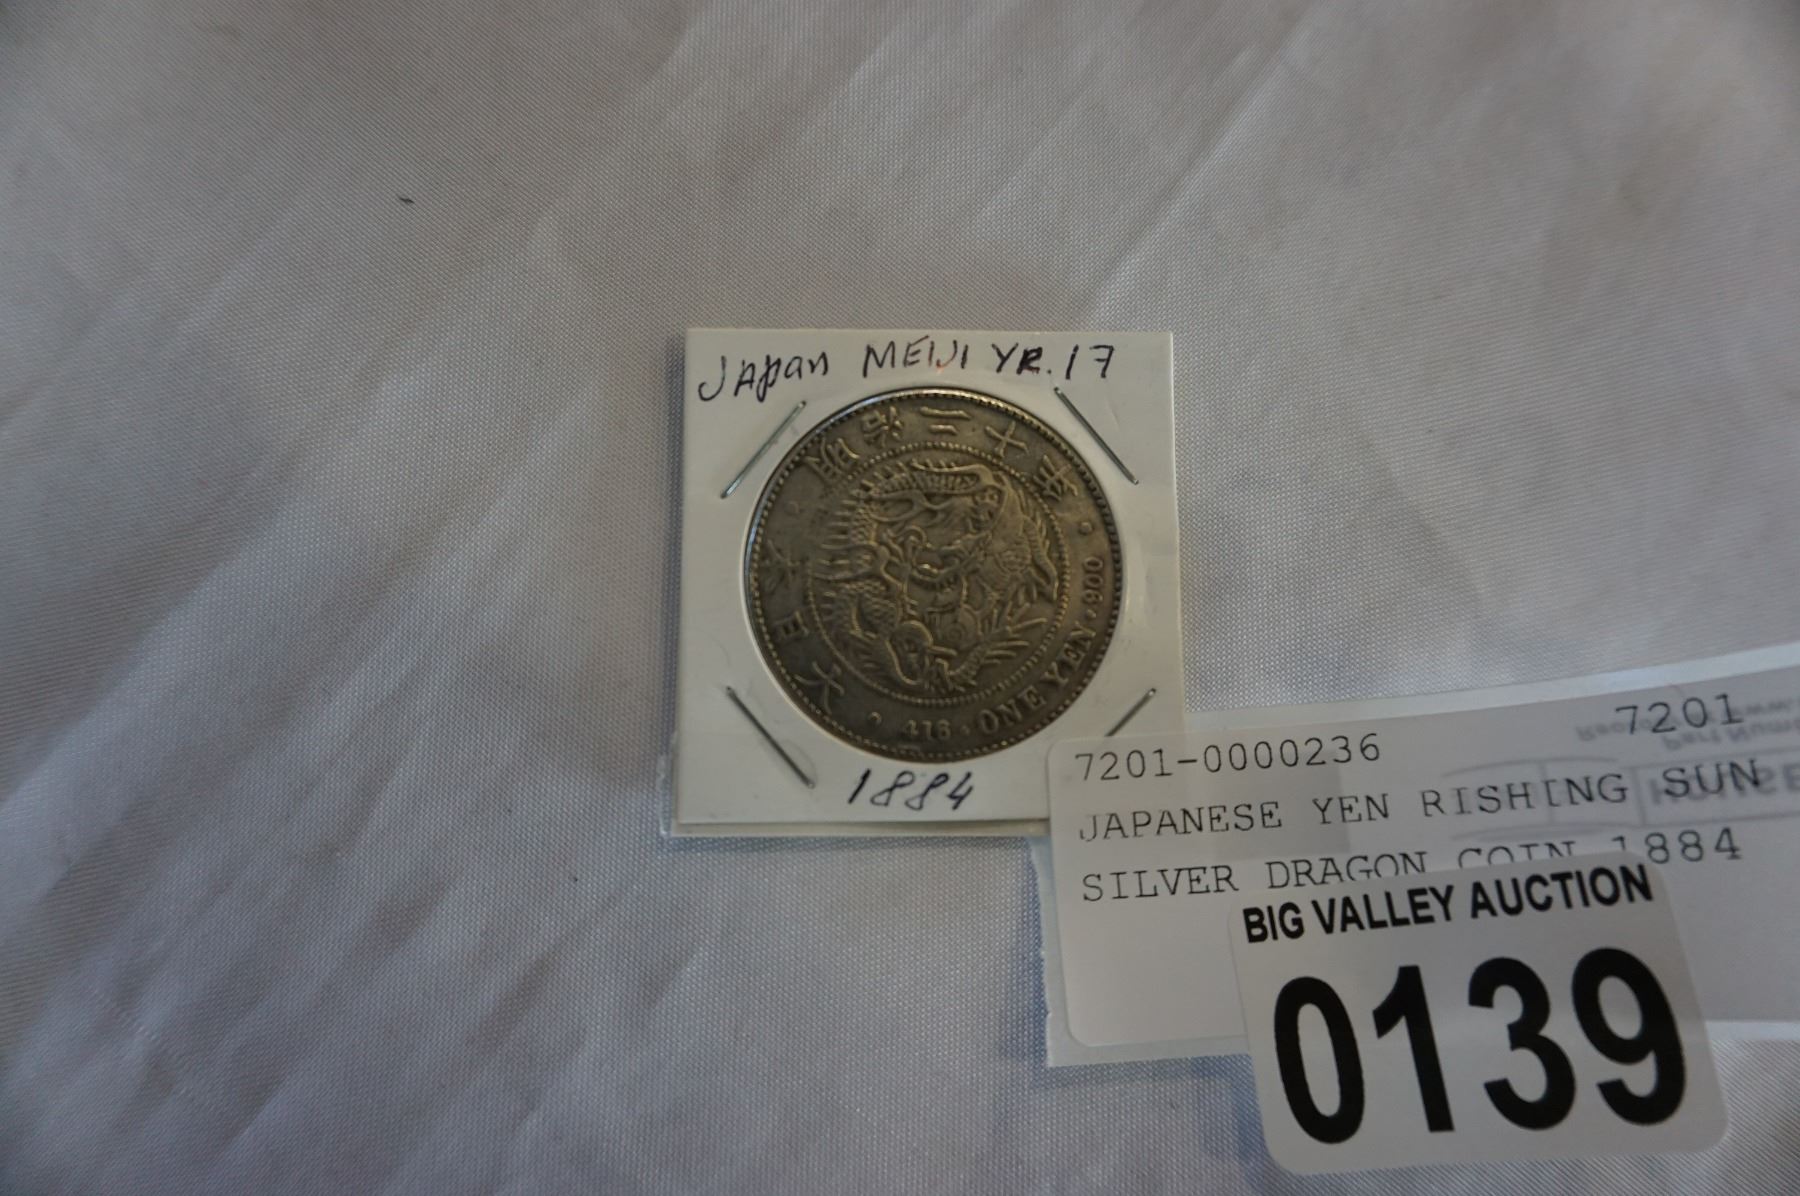 Japan MEIJI YR. 17
大日本 明治二十年
416 · ONE YEN · 900
1884
7201-0000236 7201
JAPANESE YEN RISHING SUN
SILVER DRAGON COIN 1884
BIG VALLEY AUCTION
0139